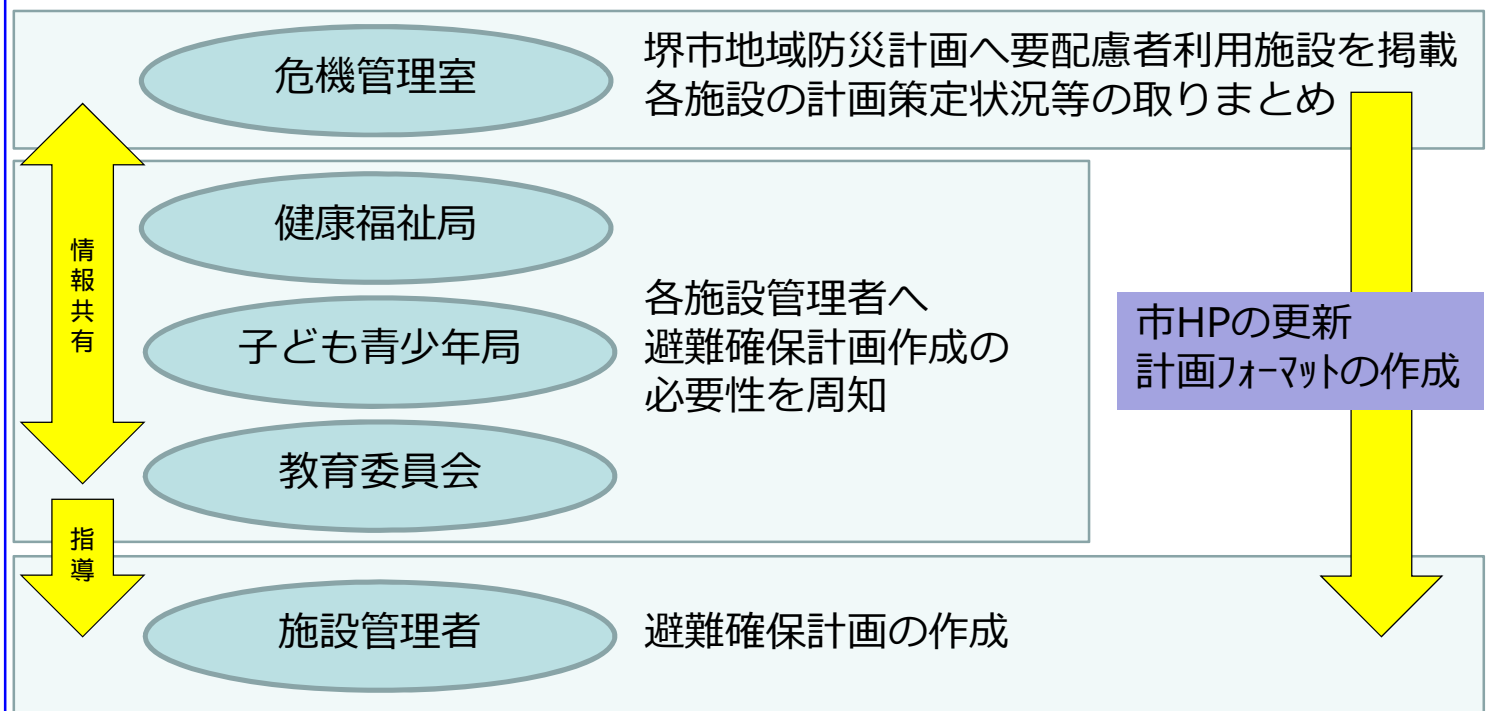 危機管理室
堺市地域防災計画へ要配慮者利用施設を掲載
各施設の計画策定状況等の取りまとめ
情報共有
健康福祉局
子ども青少年局
教育委員会
各施設管理者へ
避難確保計画作成の
必要性を周知
市HPの更新
計画ﾌｫｰﾏｯﾄの作成
指導
施設管理者
避難確保計画の作成